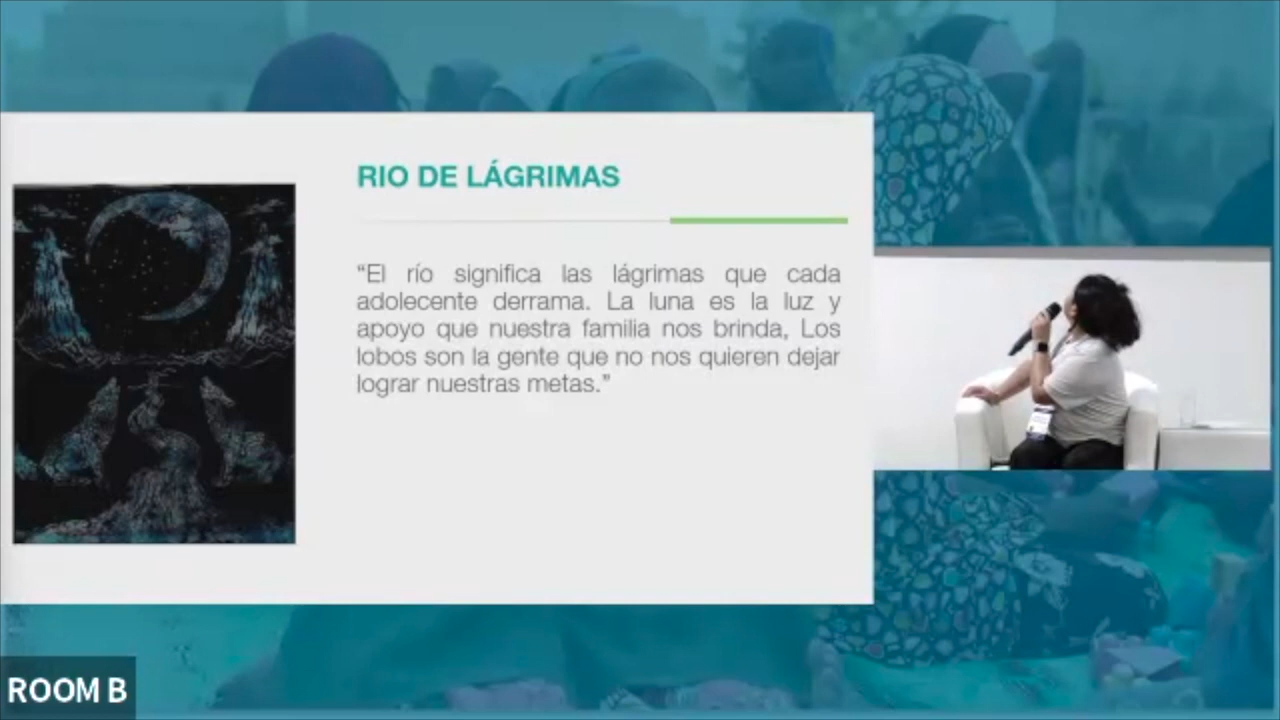 RIO DE LÁGRIMAS
“El río significa las lágrimas que cada
adolecente derrama. La luna es la luz y
apoyo que nuestra familia nos brinda, Los
lobos son la gente que no nos quieren dejar
lograr nuestras metas.”
ROOM B